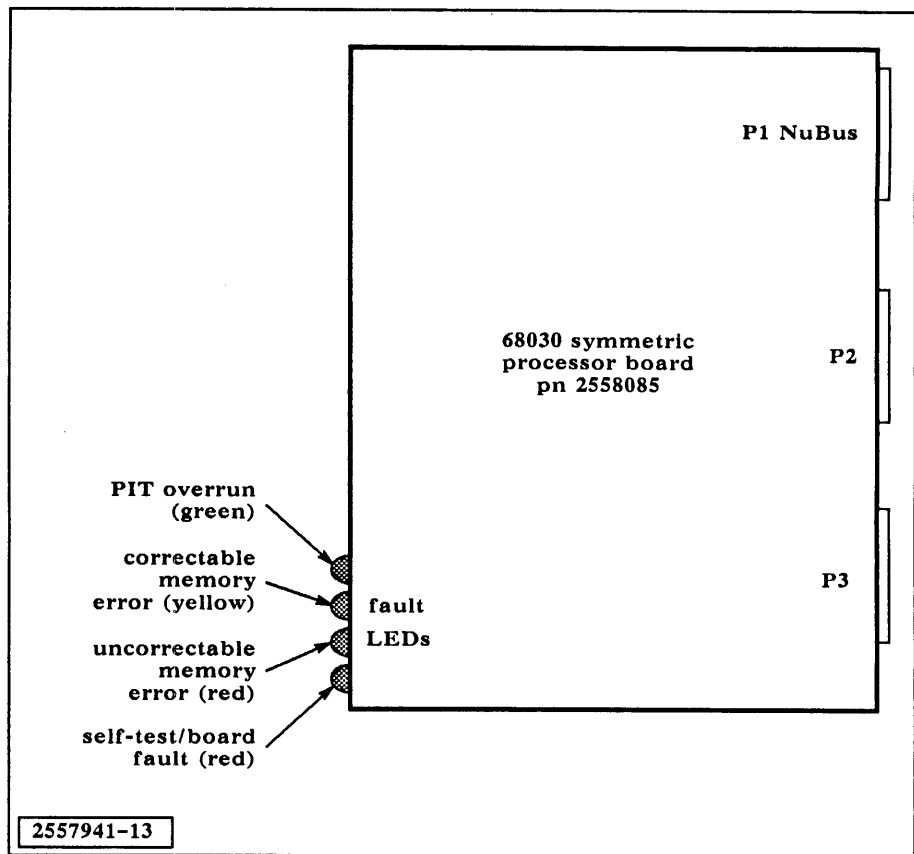 P1 NuBus
68030 symmetric
processor board
pn 2558085
P2
PIT overrun
(green)
correctable
memory
error (yellow)
uncorrectable
memory
error (red)
self-test/board
fault (red)
fault
LEDs
P3
2557941-13